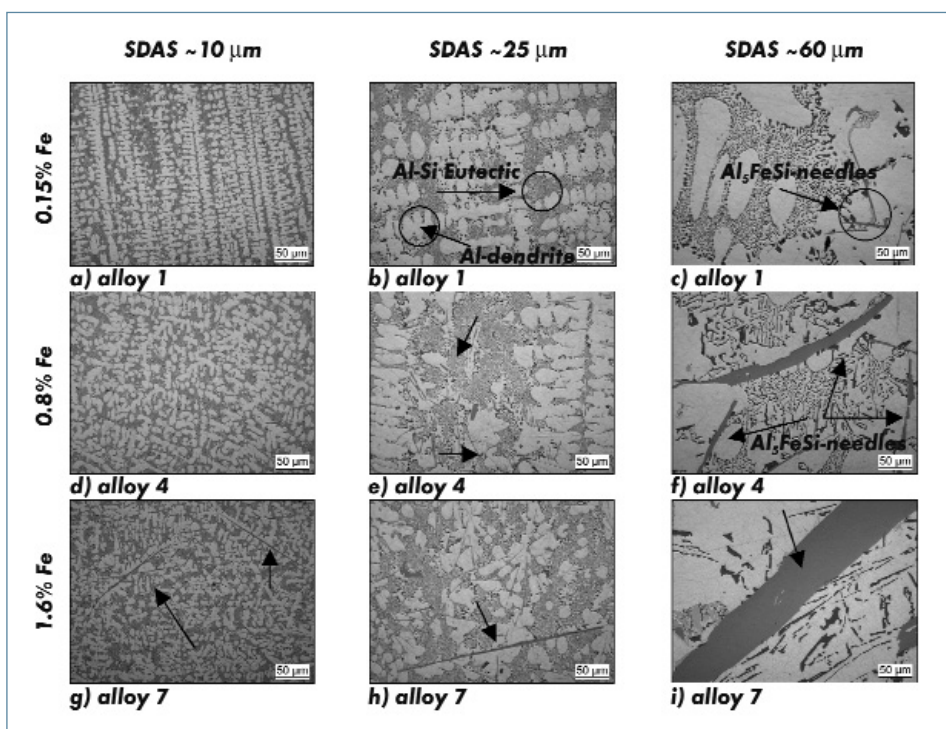 SDAS ~10 µm SDAS ~25 µm SDAS ~60 µm
0.15% Fe
Al-Si Eutectic
Al-dendrite
Al₅FeSi-needles
50 µm 50 µm 50 µm
a) alloy 1 b) alloy 1 c) alloy 1
0.8% Fe
Al₅FeSi-needles
50 µm 50 µm 50 µm
d) alloy 4 e) alloy 4 f) alloy 4
1.6% Fe
50 µm 50 µm 50 µm
g) alloy 7 h) alloy 7 i) alloy 7